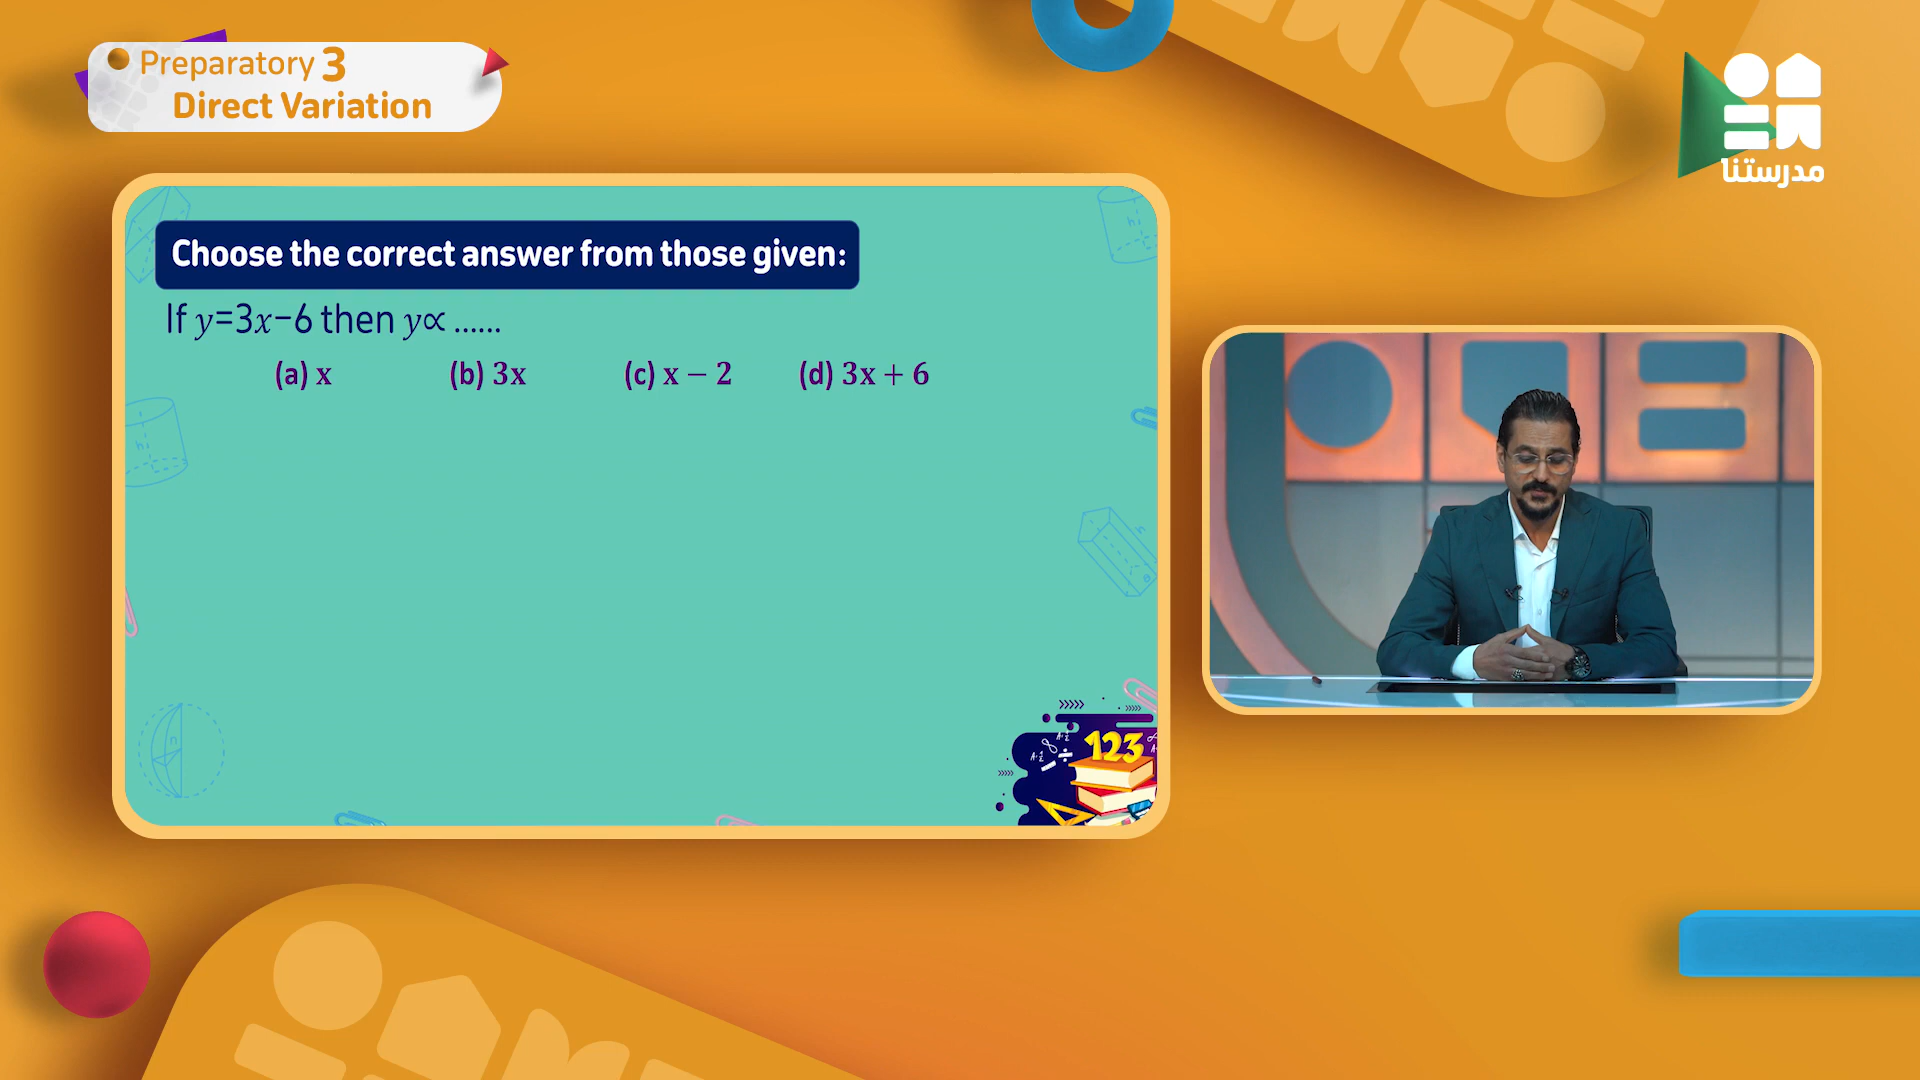 Preparatory 3
Direct Variation
مدرستنا
Choose the correct answer from those given:
If y=3x−6 then y∝ ......
(a) x (b) 3x (c) x − 2 (d) 3x + 6
123